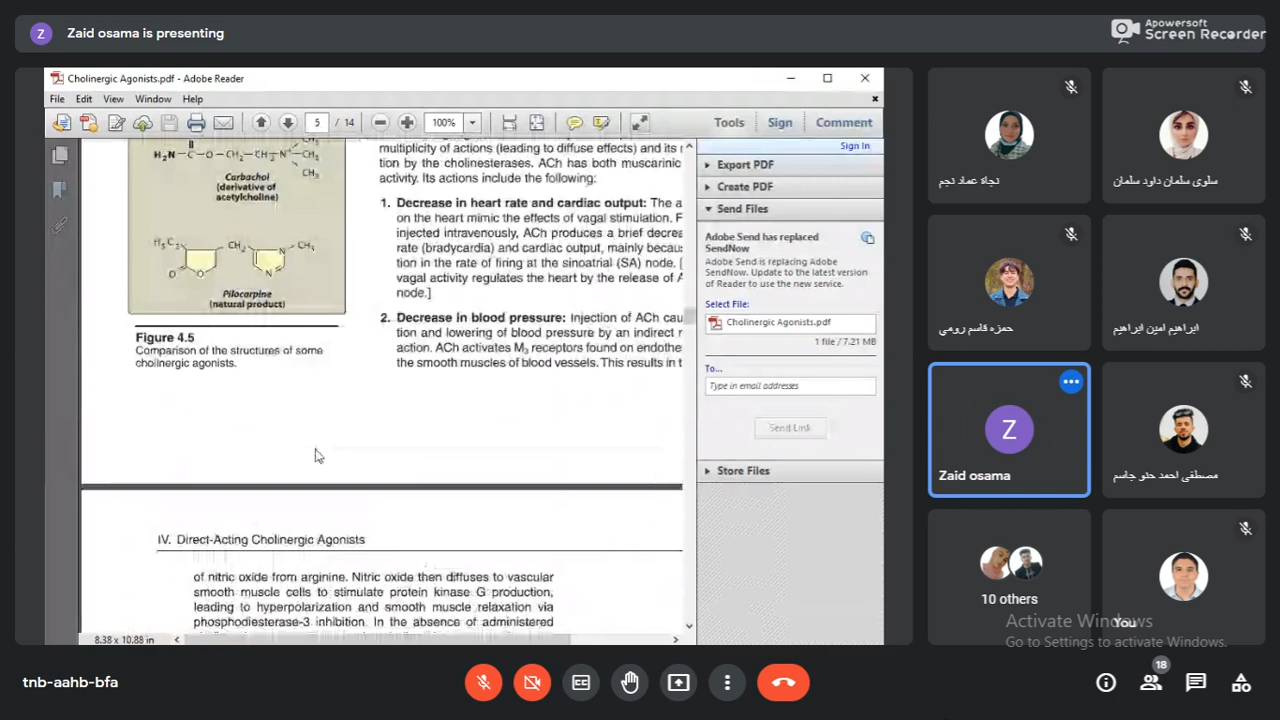 Zaid osama is presenting
Apowersoft
Screen Recorder
Cholinergic Agonists.pdf - Adobe Reader
File Edit View Window Help
5 / 14
100%
Tools Sign Comment
CH₃
H₂N — C — O — CH₂ — CH₂ — N⁺ — CH₃
CH₃
Carbachol
(derivative of
acetylcholine)
H₅C₂
CH₂
N
CH₃
O
O
N
Pilocarpine
(natural product)
Figure 4.5
Comparison of the structures of some
cholinergic agonists.
multiplicity of actions (leading to diffuse effects) and its
tion by the cholinesterases. ACh has both muscarinic
activity. Its actions include the following:
1. Decrease in heart rate and cardiac output: The a
on the heart mimic the effects of vagal stimulation. F
injected intravenously, ACh produces a brief decrea
rate (bradycardia) and cardiac output, mainly becau
tion in the rate of firing at the sinoatrial (SA) node. [
vagal activity regulates the heart by the release of A
node.]
2. Decrease in blood pressure: Injection of ACh cau
tion and lowering of blood pressure by an indirect
action. ACh activates M₃ receptors found on endothe
the smooth muscles of blood vessels. This results in t
IV. Direct-Acting Cholinergic Agonists
of nitric oxide from arginine. Nitric oxide then diffuses to vascular
smooth muscle cells to stimulate protein kinase G production,
leading to hyperpolarization and smooth muscle relaxation via
phosphodiesterase-3 inhibition. In the absence of administered
8.38 x 10.88 in
Sign In
Export PDF
Create PDF
Send Files
Adobe Send has replaced
SendNow.
Adobe Send is replacing Adobe
SendNow. Update to the latest version
of Reader to use the new service.
Select File:
Cholinergic Agonists.pdf
1 file / 7.21 MB
To...
Type in email addresses
Send Link
Store Files
نجاة عماد نجم
سلوى سلمان داود سلمان
حمزه قاسم رومي
ابراهيم امين ابراهيم
Z
Zaid osama
مصطفى احمد حتو جاسم
10 others
You
Activate Windows
Go to Settings to activate Windows.
tnb-aahb-bfa
18